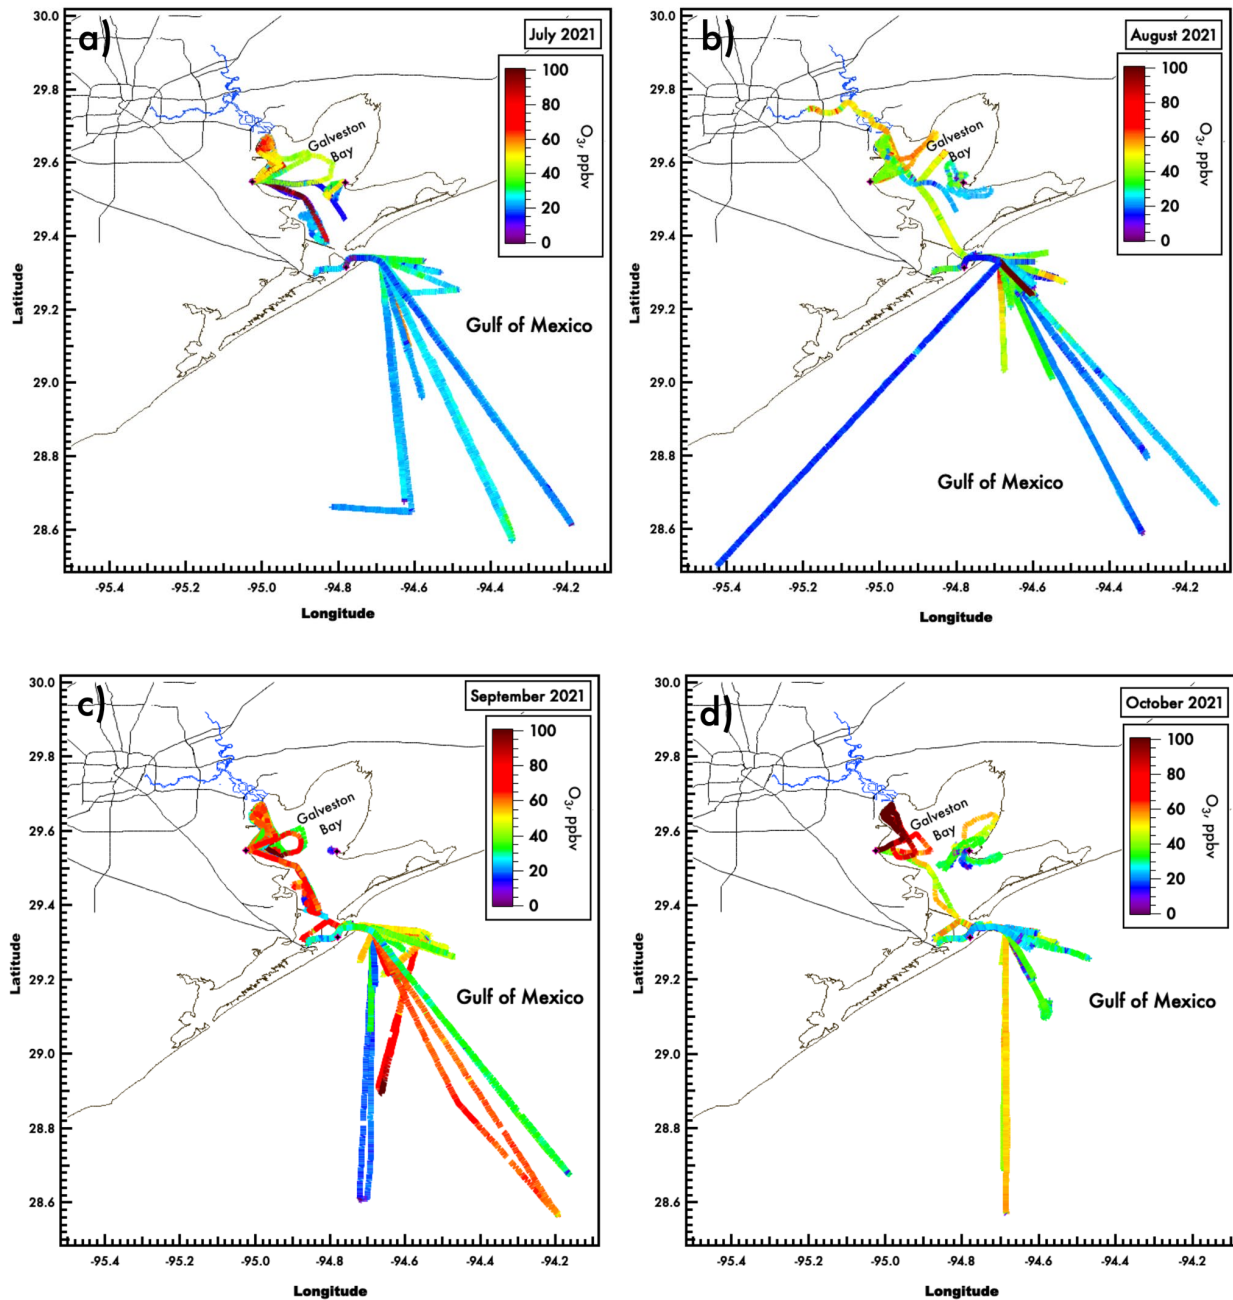 a)
July 2021
30.0
29.8
29.6
29.4
29.2
29.0
28.8
28.6
Latitude
100
80
60
40
20
0
O3, ppbv
Galveston
Bay
Gulf of Mexico
-95.4 -95.2 -95.0 -94.8 -94.6 -94.4 -94.2
Longitude
b)
August 2021
30.0
29.8
29.6
29.4
29.2
29.0
28.8
28.6
Latitude
100
80
60
40
20
0
O3, ppbv
Galveston
Bay
Gulf of Mexico
-95.4 -95.2 -95.0 -94.8 -94.6 -94.4 -94.2
Longitude
c)
September 2021
30.0
29.8
29.6
29.4
29.2
29.0
28.8
28.6
Latitude
100
80
60
40
20
0
O3, ppbv
Galveston
Bay
Gulf of Mexico
-95.4 -95.2 -95.0 -94.8 -94.6 -94.4 -94.2
Longitude
d)
October 2021
30.0
29.8
29.6
29.4
29.2
29.0
28.8
28.6
Latitude
100
80
60
40
20
0
O3, ppbv
Galveston
Bay
Gulf of Mexico
-95.4 -95.2 -95.0 -94.8 -94.6 -94.4 -94.2
Longitude